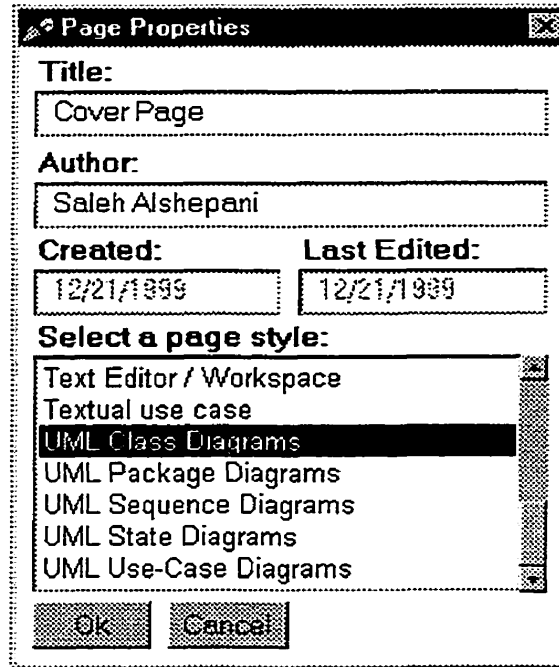 Page Properties
Title:
Cover Page
Author:
Saleh Alshepani
Created: Last Edited:
12/21/1999 12/21/1999
Select a page style:
Text Editor / Workspace
Textual use case
UML Class Diagrams
UML Package Diagrams
UML Sequence Diagrams
UML State Diagrams
UML Use-Case Diagrams
Ok Cancel